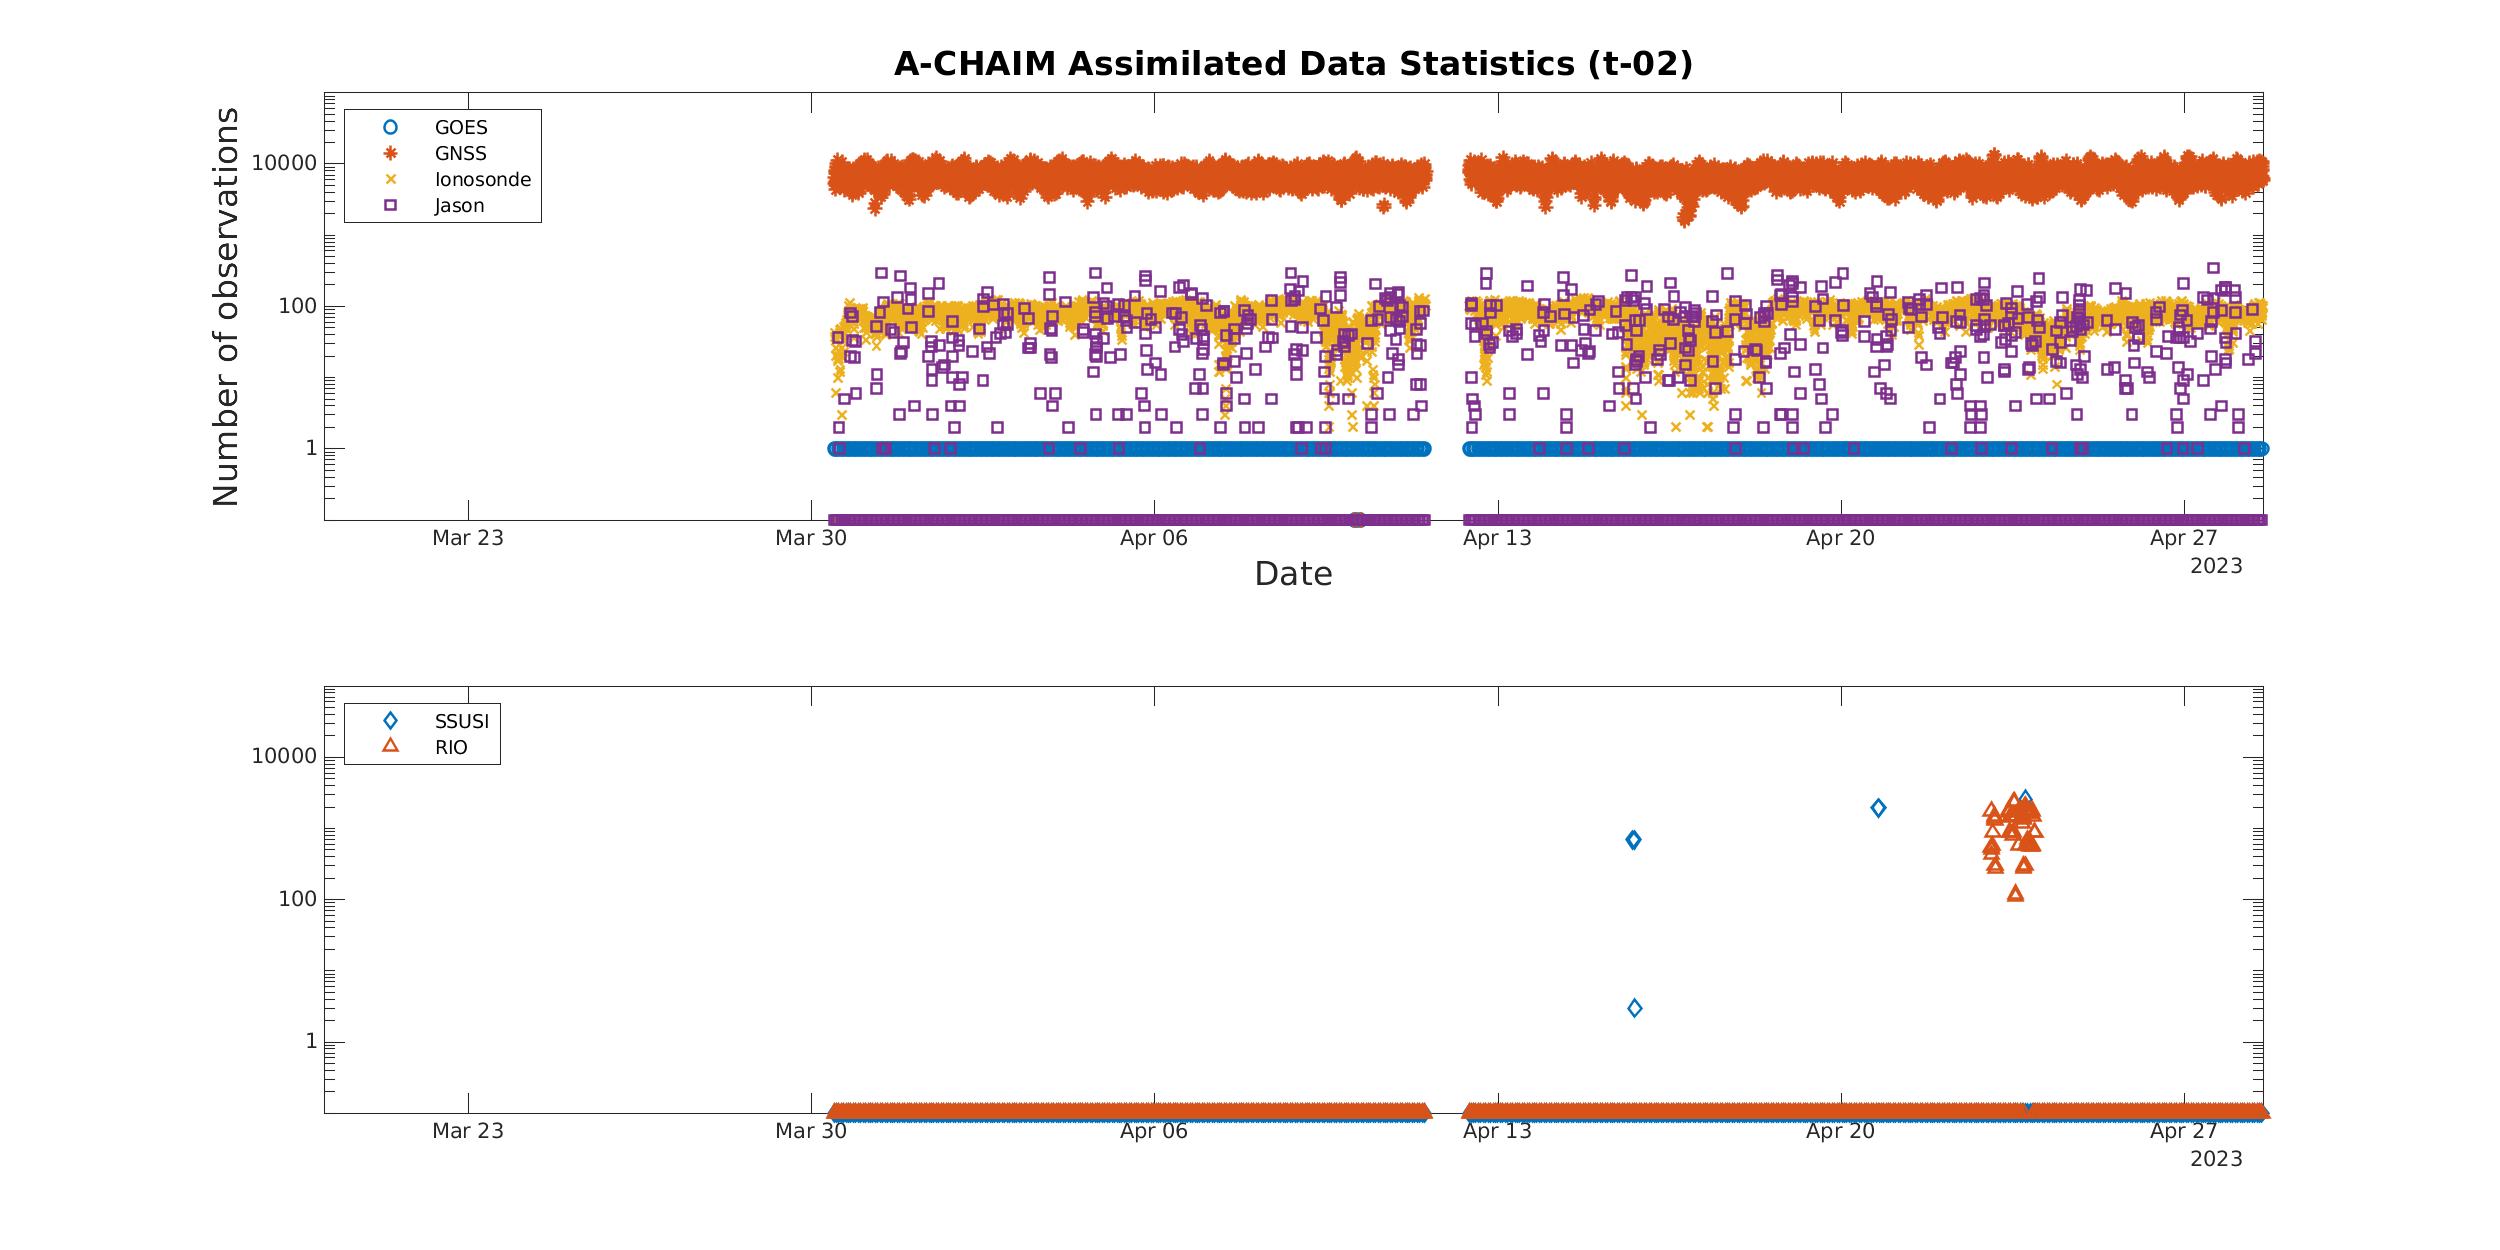 A-CHAIM Assimilated Data Statistics (t-02)
Number of observations
10000
100
1
GOES
GNSS
Ionosonde
Jason
Mar 23
Mar 30
Apr 06
Apr 13
Apr 20
Apr 27
2023
Date
10000
100
1
SSUSI
RIO
Mar 23
Mar 30
Apr 06
Apr 13
Apr 20
Apr 27
2023